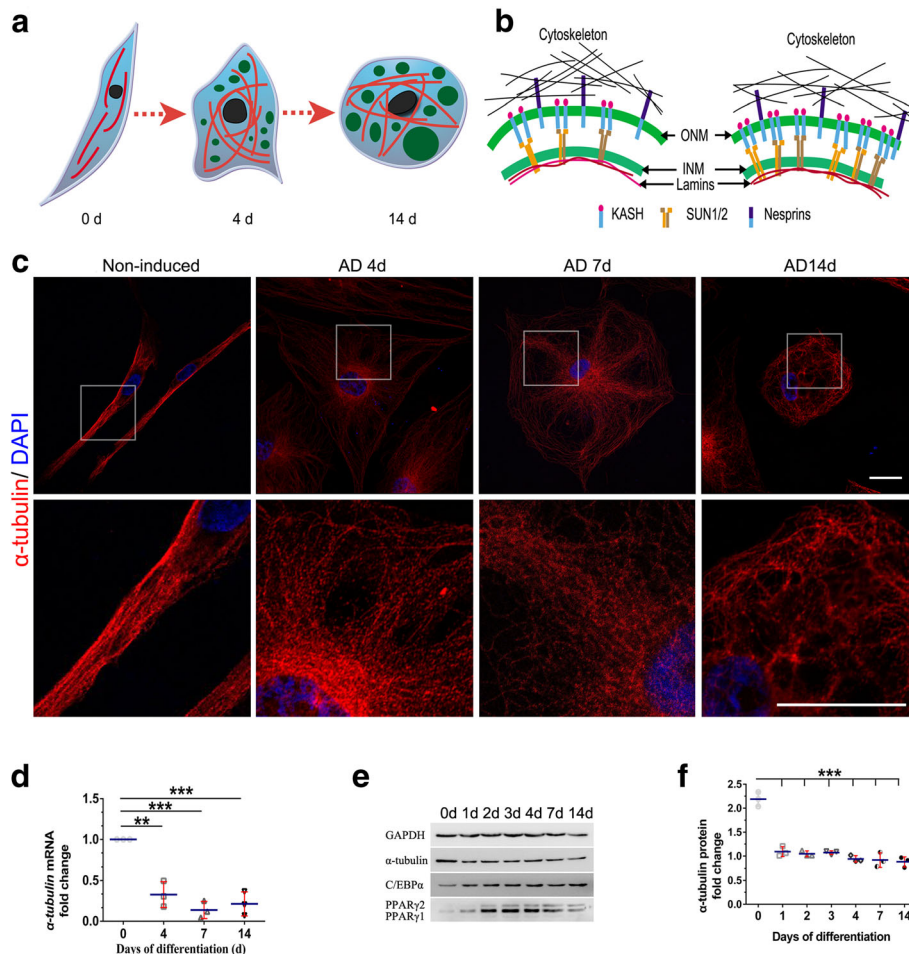 a
0 d 4 d 14 d
b
Cytoskeleton Cytoskeleton
ONM
INM
Lamins
KASH SUN1/2 Nesprins
c
Non-induced AD 4d AD 7d AD14d
α-tubulin/ DAPI
d
α-tubulin mRNA
fold change
1.5
1.0
0.5
0.0
***
***
**
0 4 7 14
Days of differentiation (d)
e
0d 1d 2d 3d 4d 7d 14d
GAPDH
α-tubulin
C/EBPα
PPARγ2
PPARγ1
f
α-tubulin protein
fold change
2.5
2.0
1.5
1.0
0.5
0.0
***
0 1 2 3 4 7 14
Days of differentiation